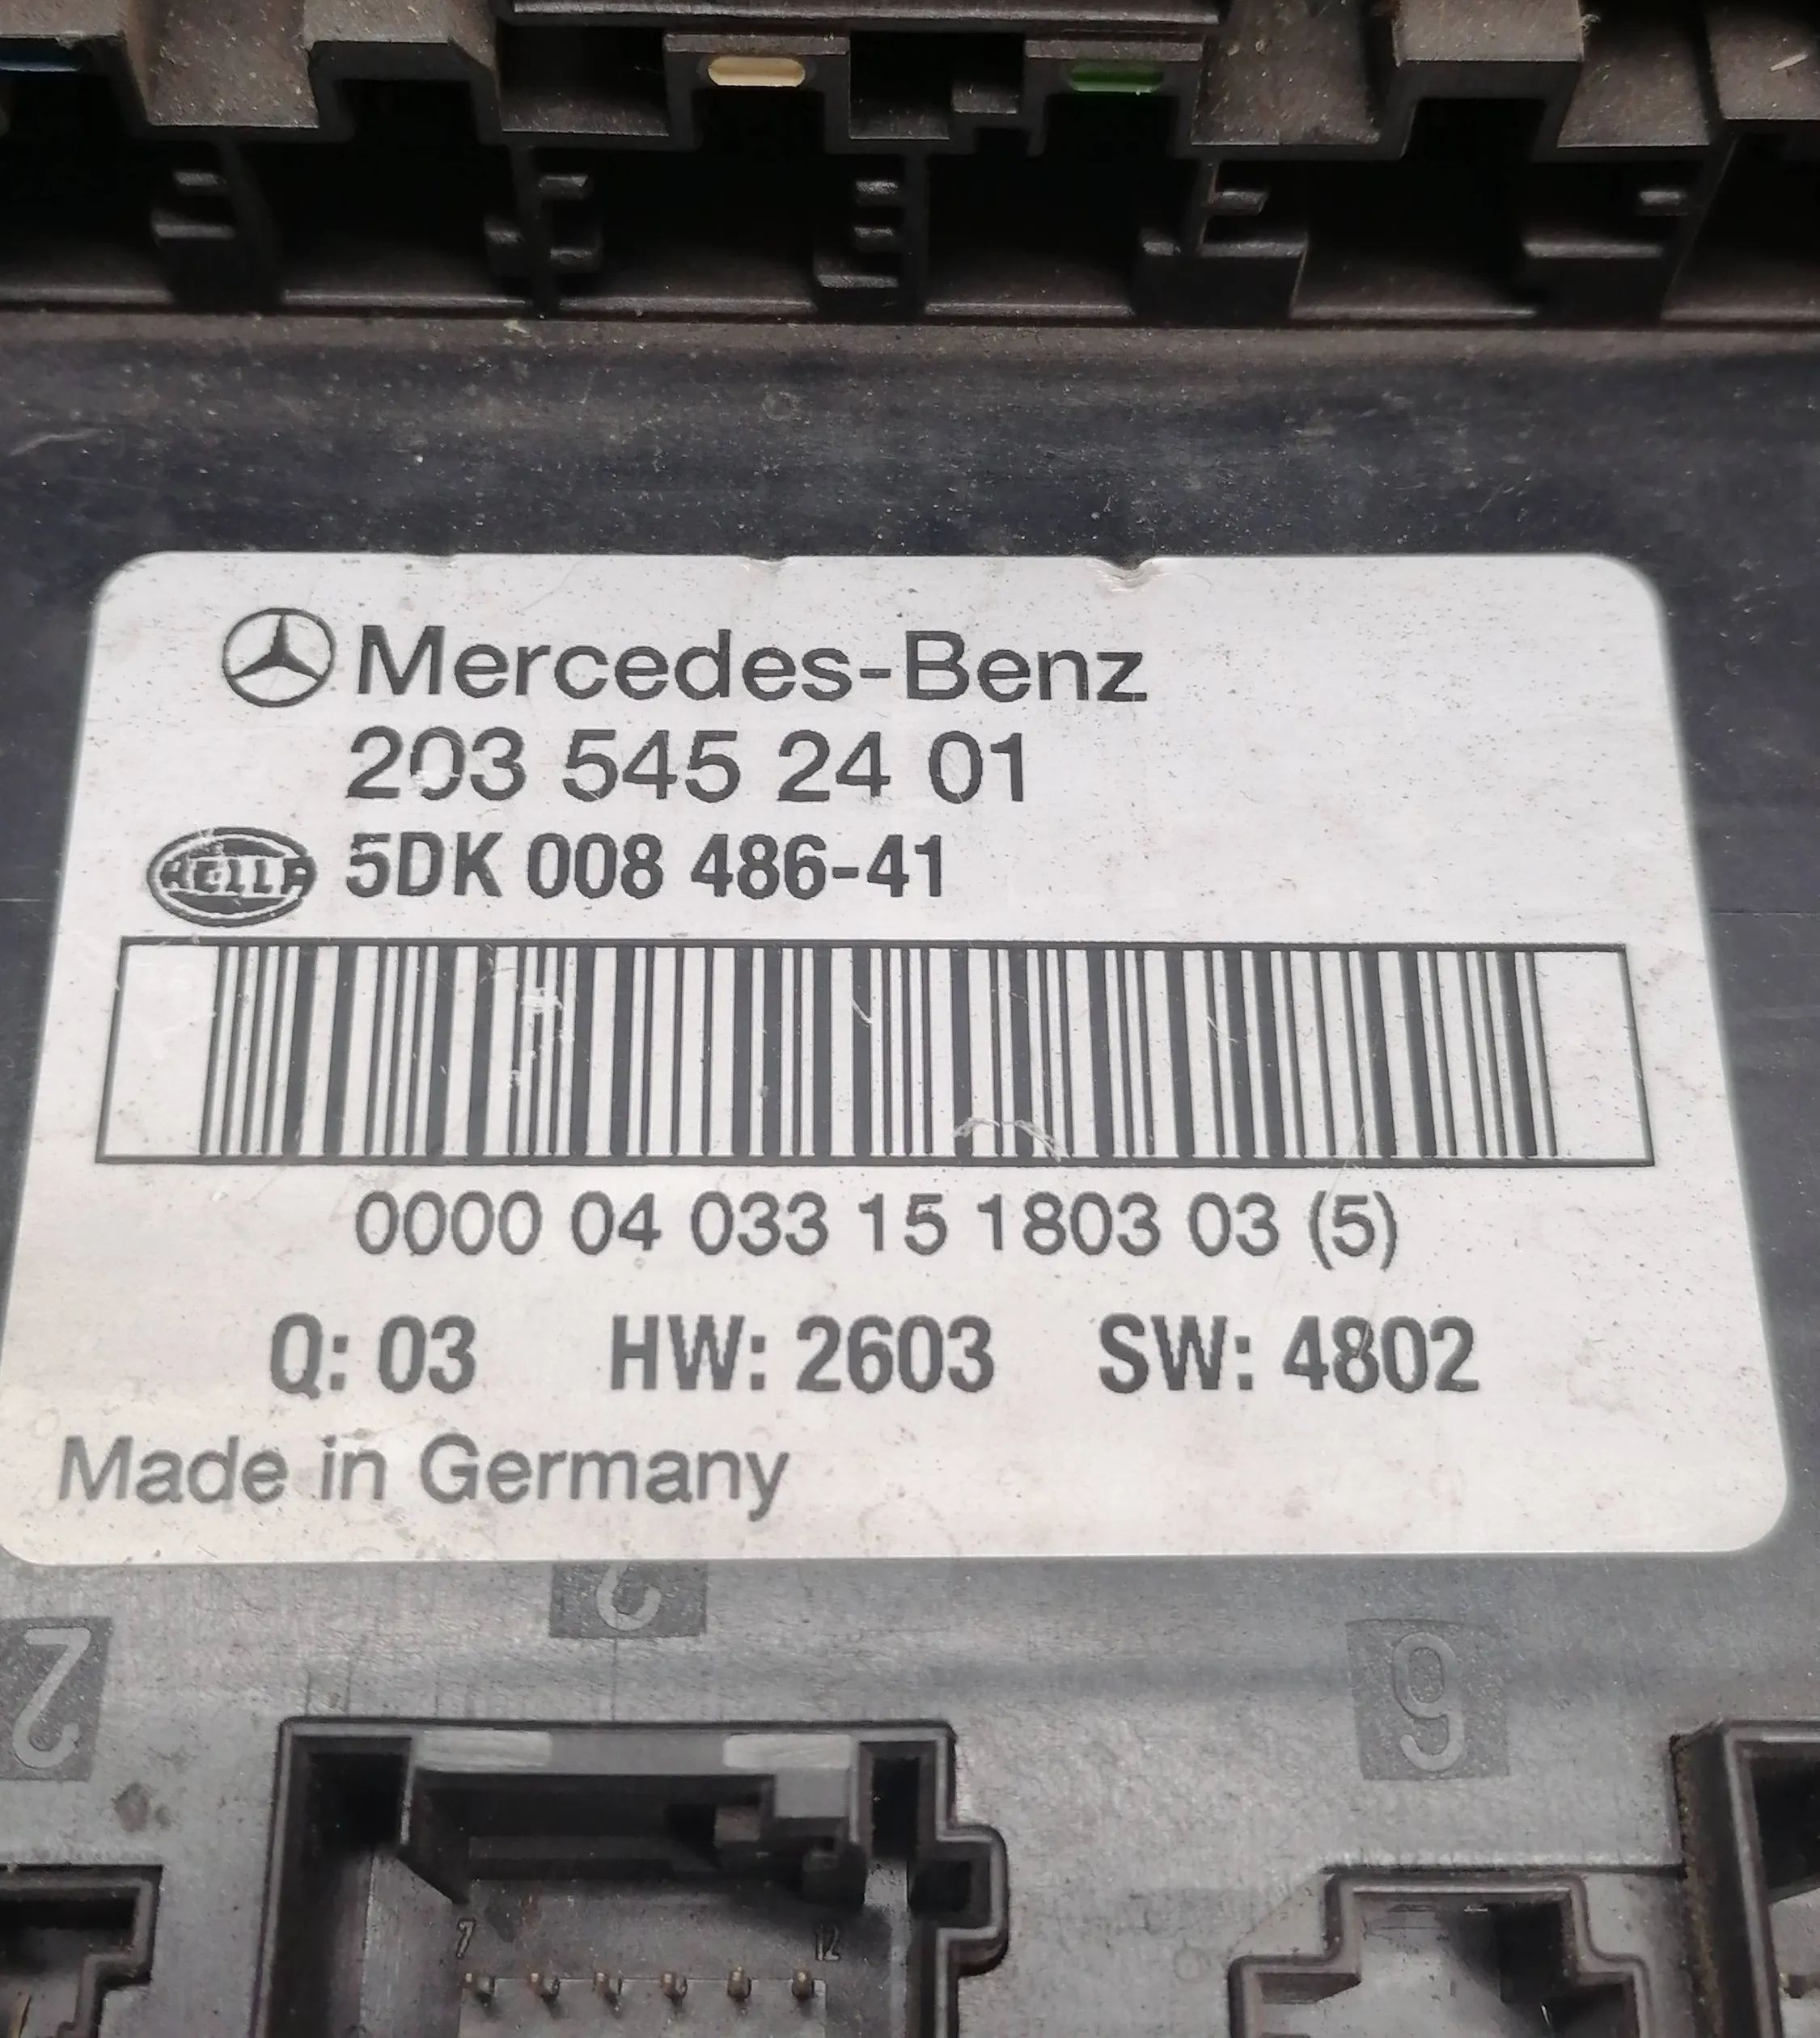 Mercedes-Benz
203 545 24 01
HELLA 5DK 008 486-41
0000 04 033 15 1803 03 (5)
Q: 03 HW: 2603 SW: 4802
Made in Germany
2
2
6
7 12